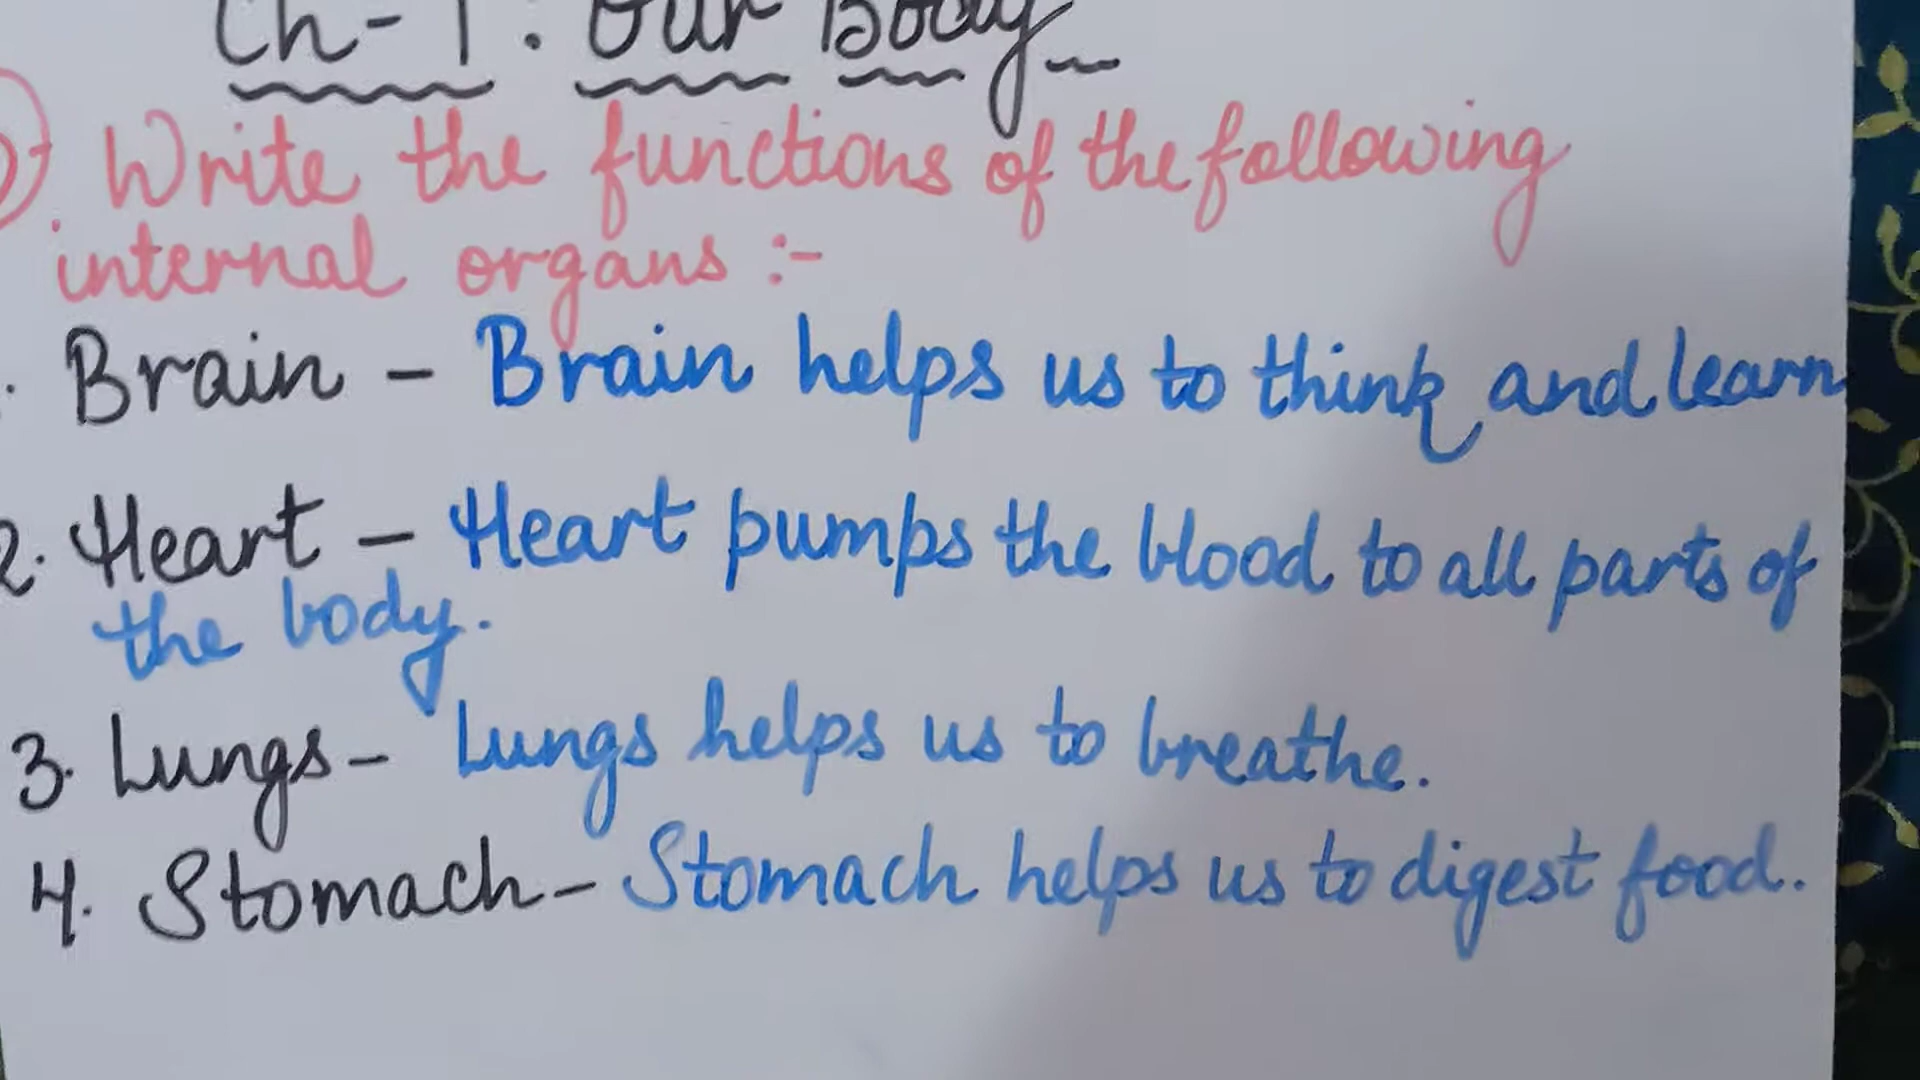 Ch-1: Our Body
Write the functions of the following
internal organs :-
Brain - Brain helps us to think and learn
2. Heart - Heart pumps the blood to all parts of
the body.
3. Lungs - Lungs helps us to breathe.
4. Stomach - Stomach helps us to digest food.